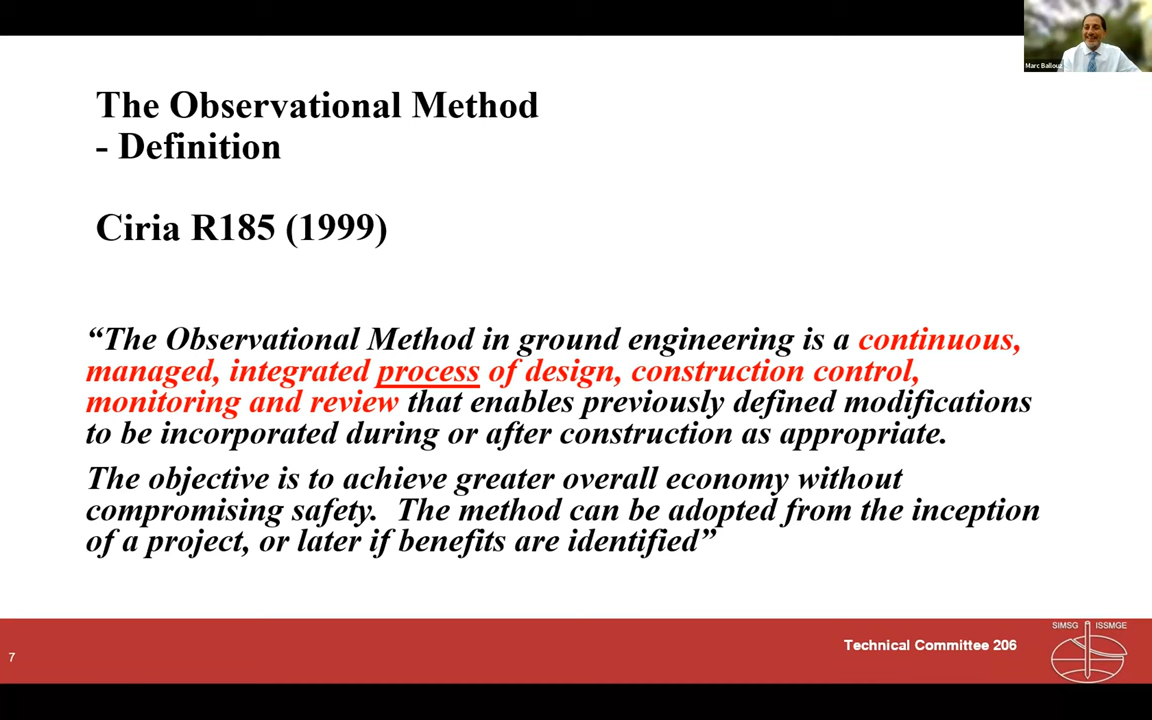 Marc Ballouz
The Observational Method
- Definition
Ciria R185 (1999)
“The Observational Method in ground engineering is a continuous,
managed, integrated process of design, construction control,
monitoring and review that enables previously defined modifications
to be incorporated during or after construction as appropriate.
The objective is to achieve greater overall economy without
compromising safety.  The method can be adopted from the inception
of a project, or later if benefits are identified”
SIMSG ISSMGE
Technical Committee 206
7